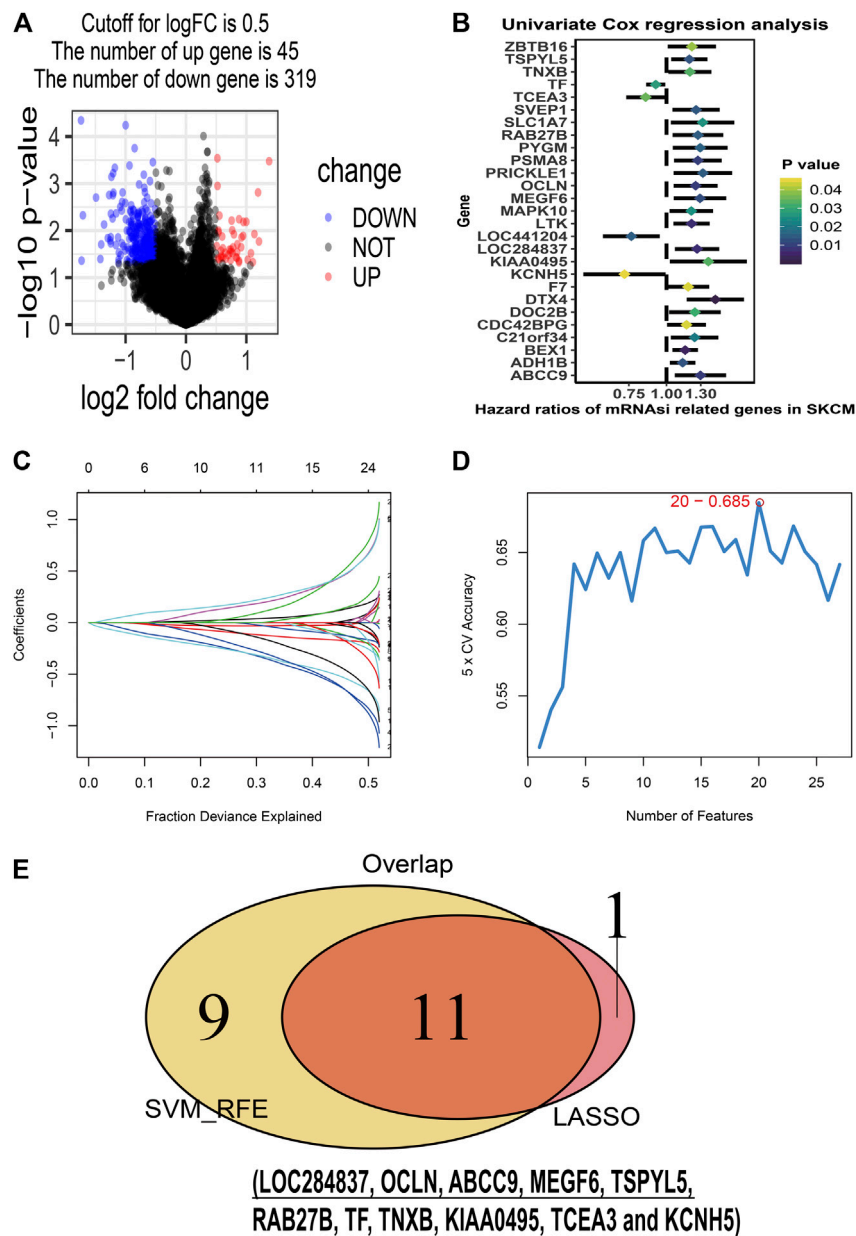 A
Cutoff for logFC is 0.5
The number of up gene is 45
The number of down gene is 319
−log10 p−value
4
3
2
1
0
−1
0
1
log2 fold change
change
DOWN
NOT
UP
B
Univariate Cox regression analysis
Gene
ZBTB16
TSPYL5
TNXB
TF
TCEA3
SVEP1
SLC1A7
RAB27B
PYGM
PSMA8
PRICKLE1
OCLN
MEGF6
MAPK10
LTK
LOC441204
LOC284837
KIAA0495
KCNH5
F7
DTX4
DOC2B
CDC42BPG
C21orf34
BEX1
ADH1B
ABCC9
0.75 1.00 1.30
Hazard ratios of mRNAsi related genes in SKCM
P value
0.04
0.03
0.02
0.01
C
0 6 10 11 15 24
Coefficients
1.0
0.5
0.0
−0.5
−1.0
0.0 0.1 0.2 0.3 0.4 0.5
Fraction Deviance Explained
D
20 − 0.685
5 x CV Accuracy
0.65
0.60
0.55
0 5 10 15 20 25
Number of Features
E
Overlap
1
9
11
SVM_RFE
LASSO
(LOC284837, OCLN, ABCC9, MEGF6, TSPYL5,
RAB27B, TF, TNXB, KIAA0495, TCEA3 and KCNH5)